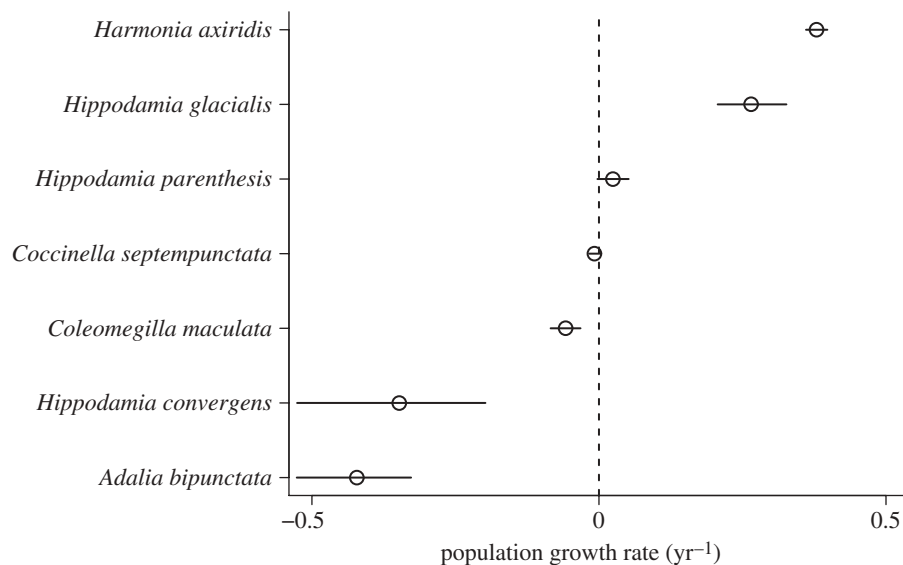 Harmonia axiridis
Hippodamia glacialis
Hippodamia parenthesis
Coccinella septempunctata
Coleomegilla maculata
Hippodamia convergens
Adalia bipunctata
−0.5 0 0.5
population growth rate (yr⁻¹)